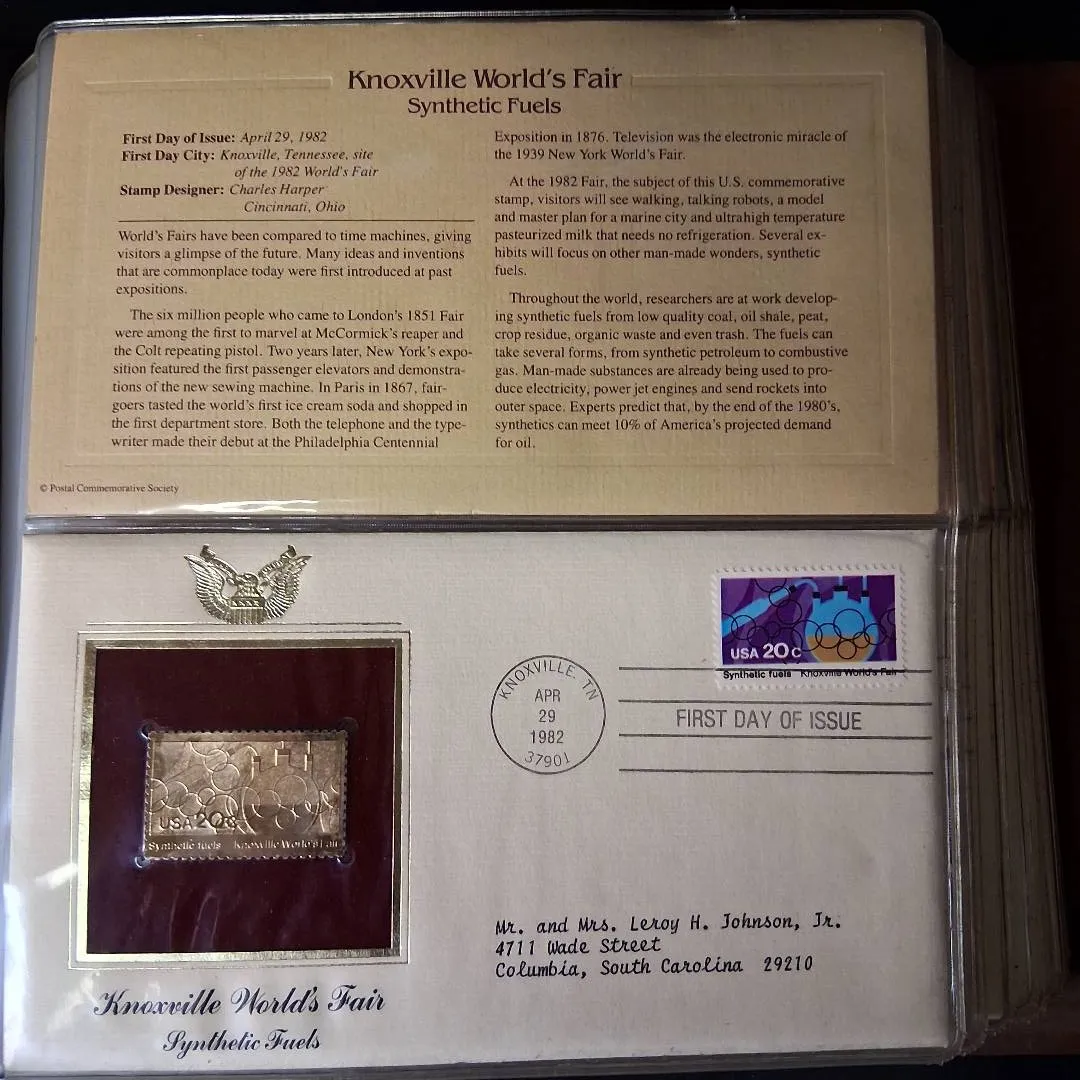 Knoxville World's Fair
Synthetic Fuels
First Day of Issue: April 29, 1982
First Day City: Knoxville, Tennessee, site
of the 1982 World's Fair
Stamp Designer: Charles Harper
Cincinnati, Ohio
World's Fairs have been compared to time machines, giving
visitors a glimpse of the future. Many ideas and inventions
that are commonplace today were first introduced at past
expositions.
The six million people who came to London's 1851 Fair
were among the first to marvel at McCormick's reaper and
the Colt repeating pistol. Two years later, New York's expo-
sition featured the first passenger elevators and demonstra-
tions of the new sewing machine. In Paris in 1867, fair-
goers tasted the world's first ice cream soda and shopped in
the first department store. Both the telephone and the type-
writer made their debut at the Philadelphia Centennial
Exposition in 1876. Television was the electronic miracle of
the 1939 New York World's Fair.
At the 1982 Fair, the subject of this U.S. commemorative
stamp, visitors will see walking, talking robots, a model
and master plan for a marine city and ultrahigh temperature
pasteurized milk that needs no refrigeration. Several ex-
hibits will focus on other man-made wonders, synthetic
fuels.
Throughout the world, researchers are at work develop-
ing synthetic fuels from low quality coal, oil shale, peat,
crop residue, organic waste and even trash. The fuels can
take several forms, from synthetic petroleum to combustive
gas. Man-made substances are already being used to pro-
duce electricity, power jet engines and send rockets into
outer space. Experts predict that, by the end of the 1980's,
synthetics can meet 10% of America's projected demand
for oil.
© Postal Commemorative Society
USA 20c
Synthetic fuels Knoxville World's Fair
KNOXVILLE, TN
APR
29
1982
37901
FIRST DAY OF ISSUE
USA 20c
Synthetic fuels Knoxville World's Fair
Mr. and Mrs. Leroy H. Johnson, Jr.
4711 Wade Street
Columbia, South Carolina 29210
Knoxville World's Fair
Synthetic Fuels